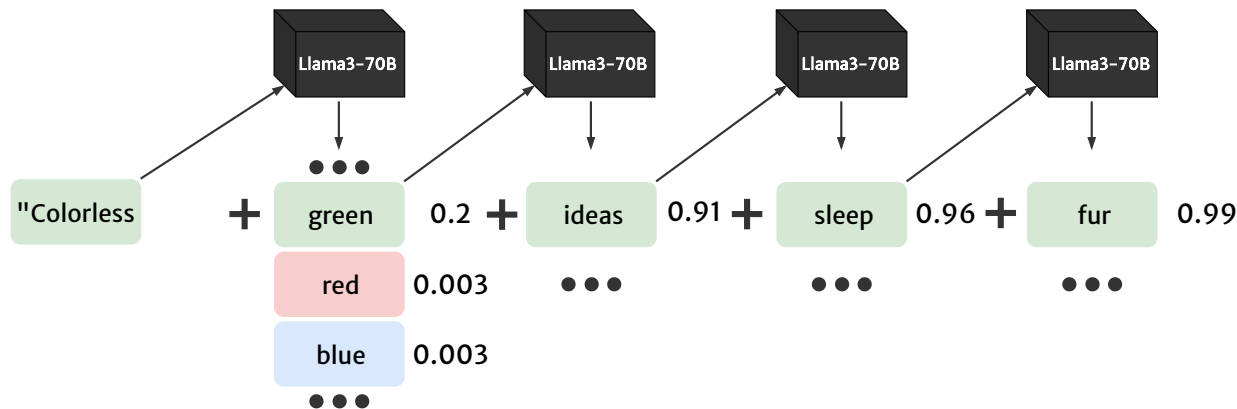 Llama3-70B Llama3-70B Llama3-70B Llama3-70B
"Colorless + green 0.2 + ideas 0.91 + sleep 0.96 + fur 0.99
red 0.003
blue 0.003